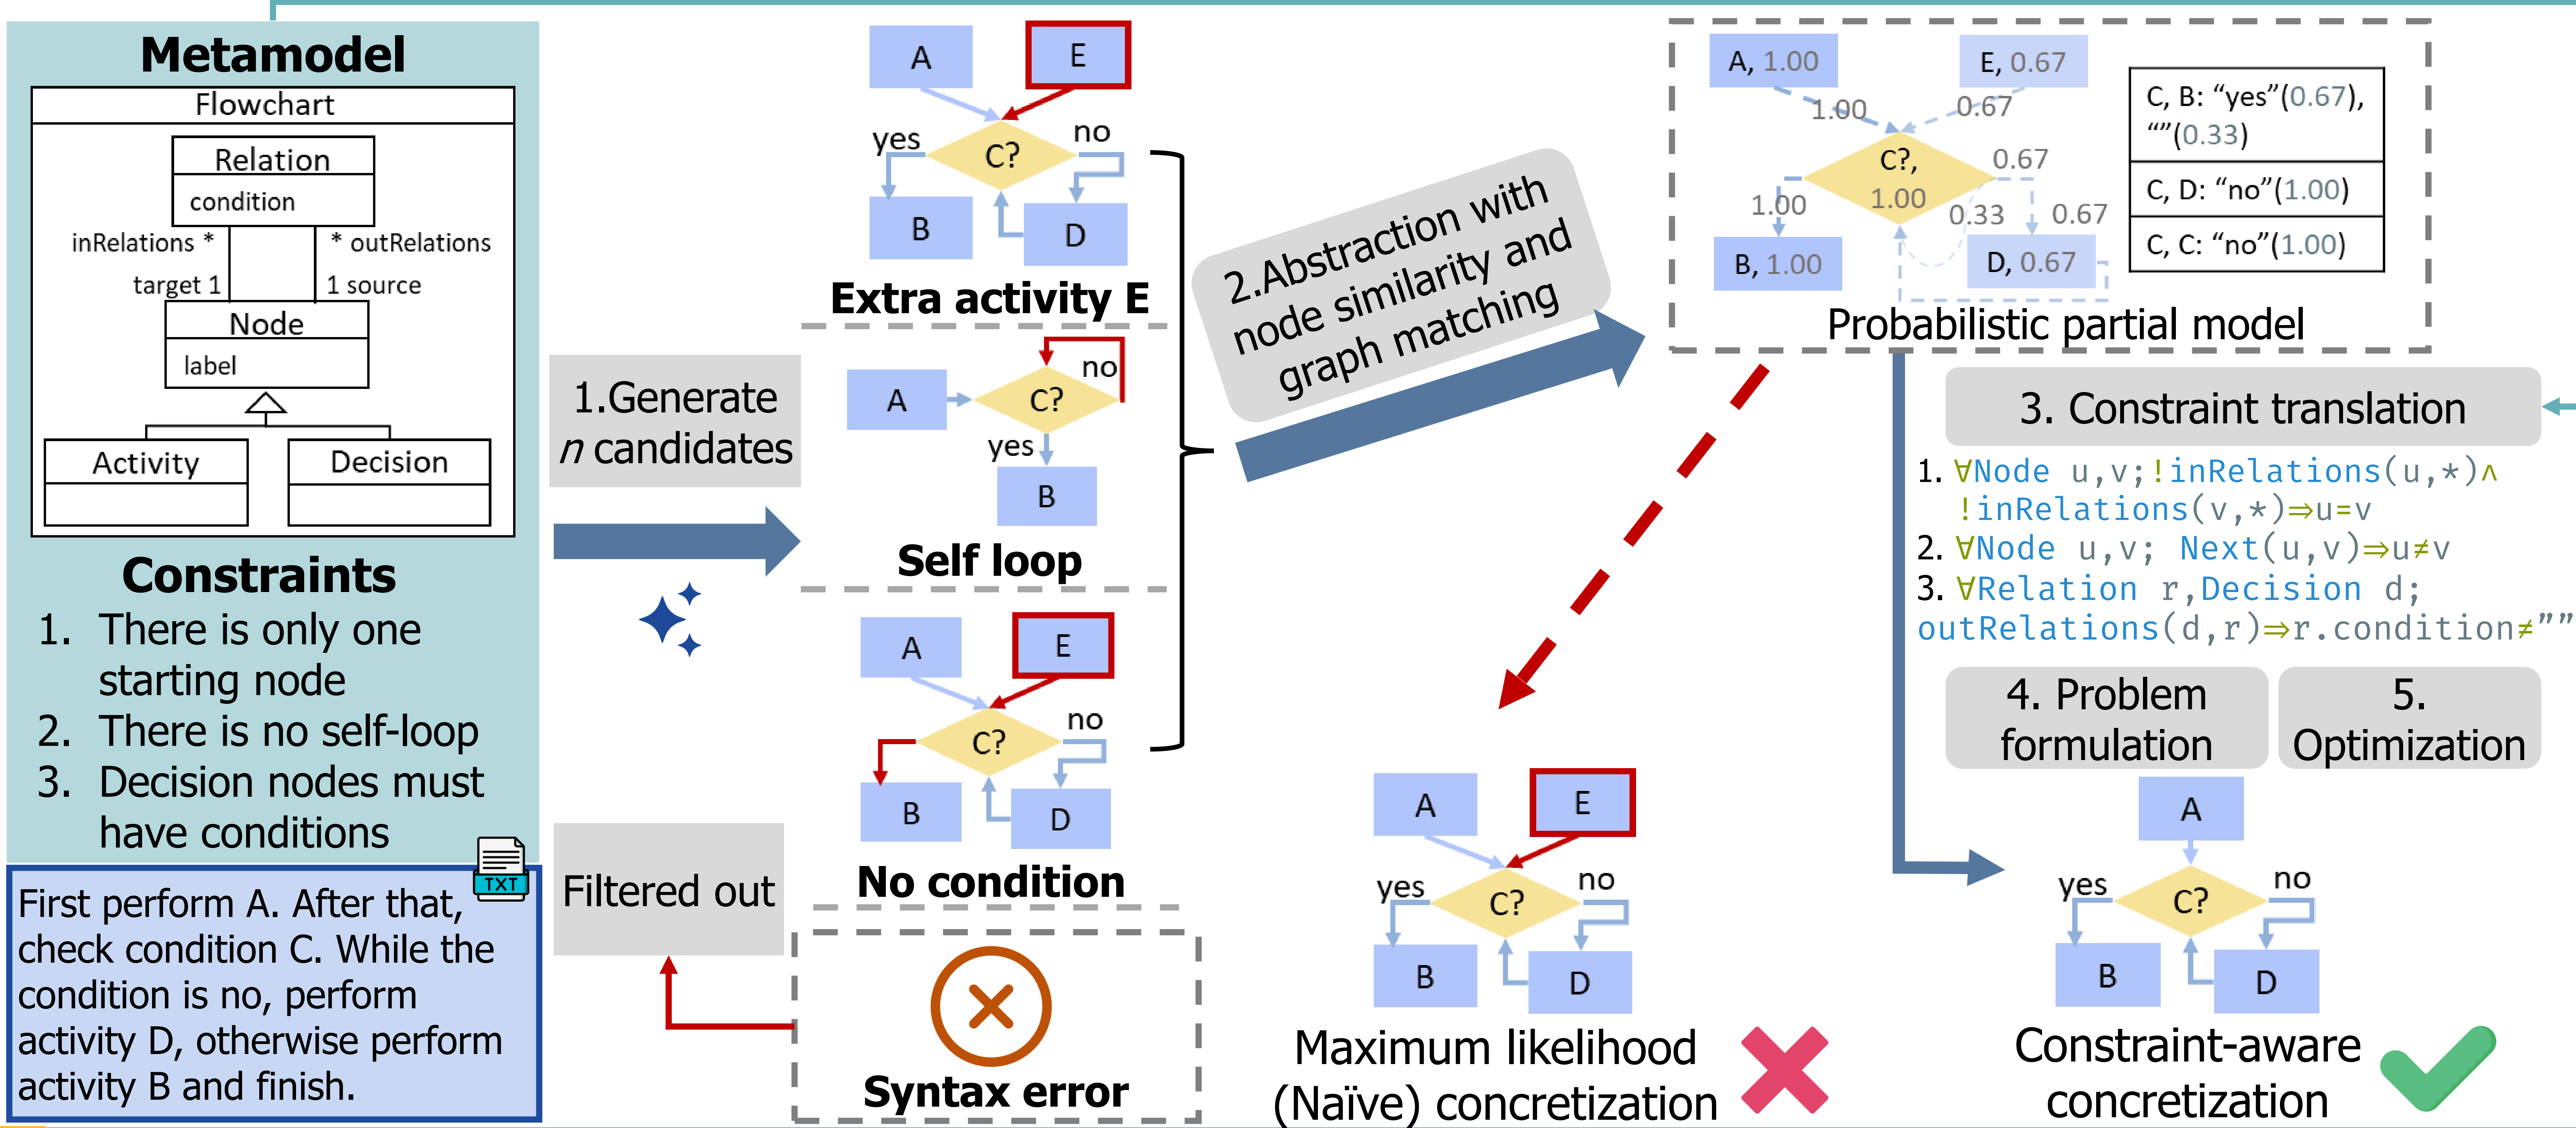 Metamodel
Flowchart
Relation
condition
inRelations *
* outRelations
target 1
1 source
Node
label
Activity
Decision
Constraints
1. There is only one
starting node
2. There is no self-loop
3. Decision nodes must
have conditions
TXT
First perform A. After that,
check condition C. While the
condition is no, perform
activity D, otherwise perform
activity B and finish.
1.Generate
n candidates
Filtered out
A
E
yes
no
C?
B
D
Extra activity E
no
A
C?
yes
B
Self loop
A
E
no
C?
B
D
No condition
Syntax error
2.Abstraction with
node similarity and
graph matching
A, 1.00
E, 0.67
1.00
0.67
C?,
1.00
0.67
1.00
0.33
0.67
B, 1.00
D, 0.67
C, B: “yes”(0.67),
“”(0.33)
C, D: “no”(1.00)
C, C: “no”(1.00)
Probabilistic partial model
3. Constraint translation
1. ∀Node u,v;!inRelations(u,*)∧
!inRelations(v,*)⇒u=v
2. ∀Node u,v; Next(u,v)⇒u≠v
3. ∀Relation r,Decision d;
outRelations(d,r)⇒r.condition≠””
4. Problem
formulation
5.
Optimization
A
E
yes
no
C?
B
D
Maximum likelihood
(Naïve) concretization
A
yes
no
C?
B
D
Constraint-aware
concretization